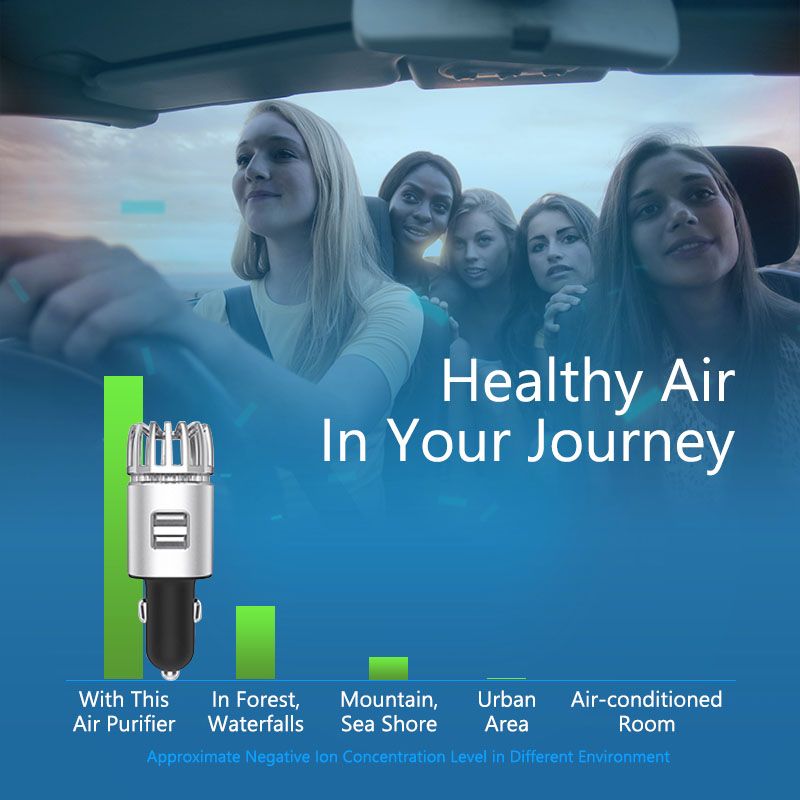 Healthy Air
In Your Journey
With This
Air Purifier
In Forest,
Waterfalls
Mountain,
Sea Shore
Urban
Area
Air-conditioned
Room
Approximate Negative Ion Concentration Level in Different Environment